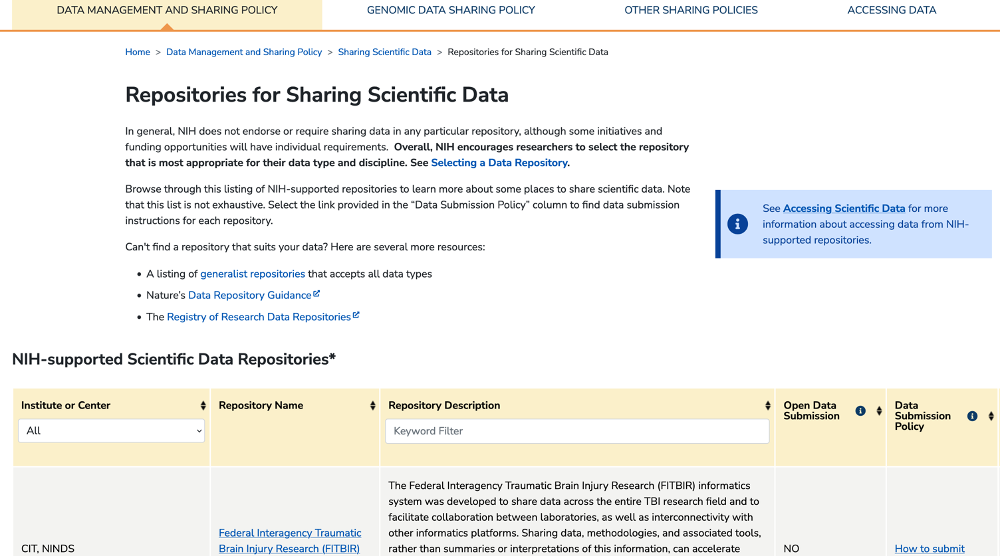 DATA MANAGEMENT AND SHARING POLICY
GENOMIC DATA SHARING POLICY
OTHER SHARING POLICIES
ACCESSING DATA
Home > Data Management and Sharing Policy > Sharing Scientific Data > Repositories for Sharing Scientific Data
Repositories for Sharing Scientific Data
In general, NIH does not endorse or require sharing data in any particular repository, although some initiatives and
funding opportunities will have individual requirements. Overall, NIH encourages researchers to select the repository
that is most appropriate for their data type and discipline. See Selecting a Data Repository.
Browse through this listing of NIH-supported repositories to learn more about some places to share scientific data. Note
that this list is not exhaustive. Select the link provided in the “Data Submission Policy” column to find data submission
instructions for each repository.
Can't find a repository that suits your data? Here are several more resources:
• A listing of generalist repositories that accepts all data types
• Nature’s Data Repository Guidance
• The Registry of Research Data Repositories
See Accessing Scientific Data for more
information about accessing data from NIH-
supported repositories.
NIH-supported Scientific Data Repositories*
Institute or Center
All
Repository Name
Repository Description
Keyword Filter
Open Data
Submission
Data
Submission
Policy
CIT, NINDS
Federal Interagency Traumatic
Brain Injury Research (FITBIR)
The Federal Interagency Traumatic Brain Injury Research (FITBIR) informatics
system was developed to share data across the entire TBI research field and to
facilitate collaboration between laboratories, as well as interconnectivity with
other informatics platforms. Sharing data, methodologies, and associated tools,
rather than summaries or interpretations of this information, can accelerate
NO
How to submit